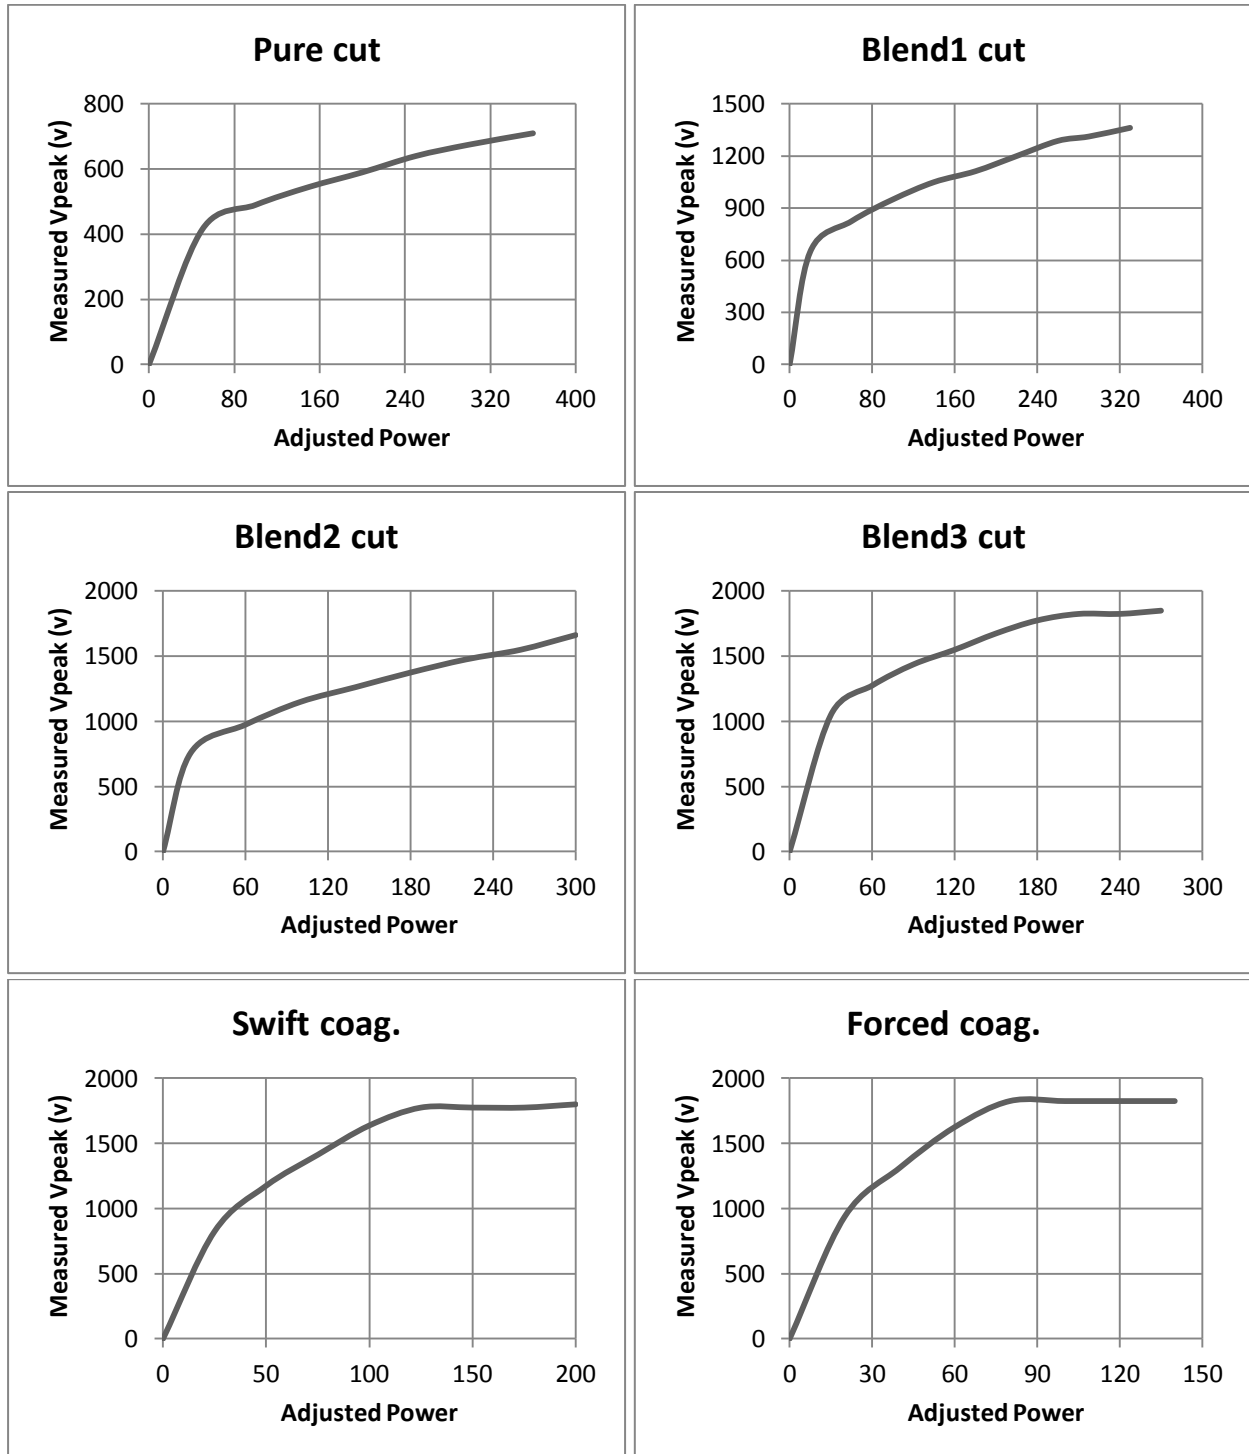 Pure cut
Measured Vpeak (v)
800
600
400
200
0
0 80 160 240 320 400
Adjusted Power
Blend1 cut
Measured Vpeak (v)
1500
1200
900
600
300
0
0 80 160 240 320 400
Adjusted Power
Blend2 cut
Measured Vpeak (v)
2000
1500
1000
500
0
0 60 120 180 240 300
Adjusted Power
Blend3 cut
Measured Vpeak (v)
2000
1500
1000
500
0
0 60 120 180 240 300
Adjusted Power
Swift coag.
Measured Vpeak (v)
2000
1500
1000
500
0
0 50 100 150 200
Adjusted Power
Forced coag.
Measured Vpeak (v)
2000
1500
1000
500
0
0 30 60 90 120 150
Adjusted Power